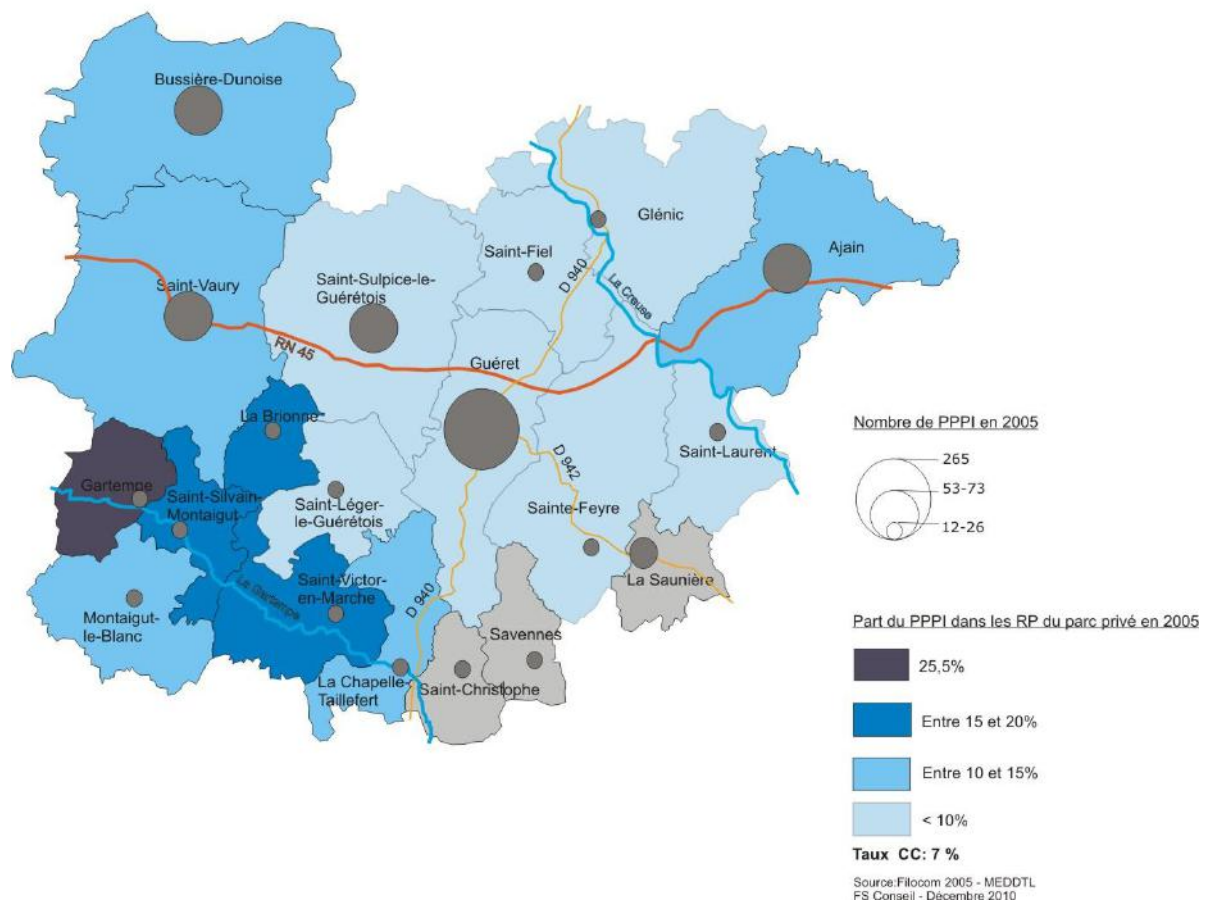 Bussière-Dunoise
Glénic
Ajain
Saint-Fiel
D 940
La Creuse
Saint-Vaury
Saint-Sulpice-le-
Guérétois
RN 45
Guéret
La Brionne
D 942
Saint-Laurent
Gartempe
Saint-Silvain-
Montaigut
Saint-Léger-
le-Guérétois
Sainte-Feyre
La Saunière
Saint-Victor-
en-Marche
La Gartempe
D 940
Montaigut-
le-Blanc
Savennes
La Chapelle-
Taillefert
Saint-Christophe
Nombre de PPPI en 2005
265
53-73
12-26
Part du PPPI dans les RP du parc privé en 2005
25,5%
Entre 15 et 20%
Entre 10 et 15%
< 10%
Taux CC: 7 %
Source:Filocom 2005 - MEDDTL
FS Conseil - Décembre 2010